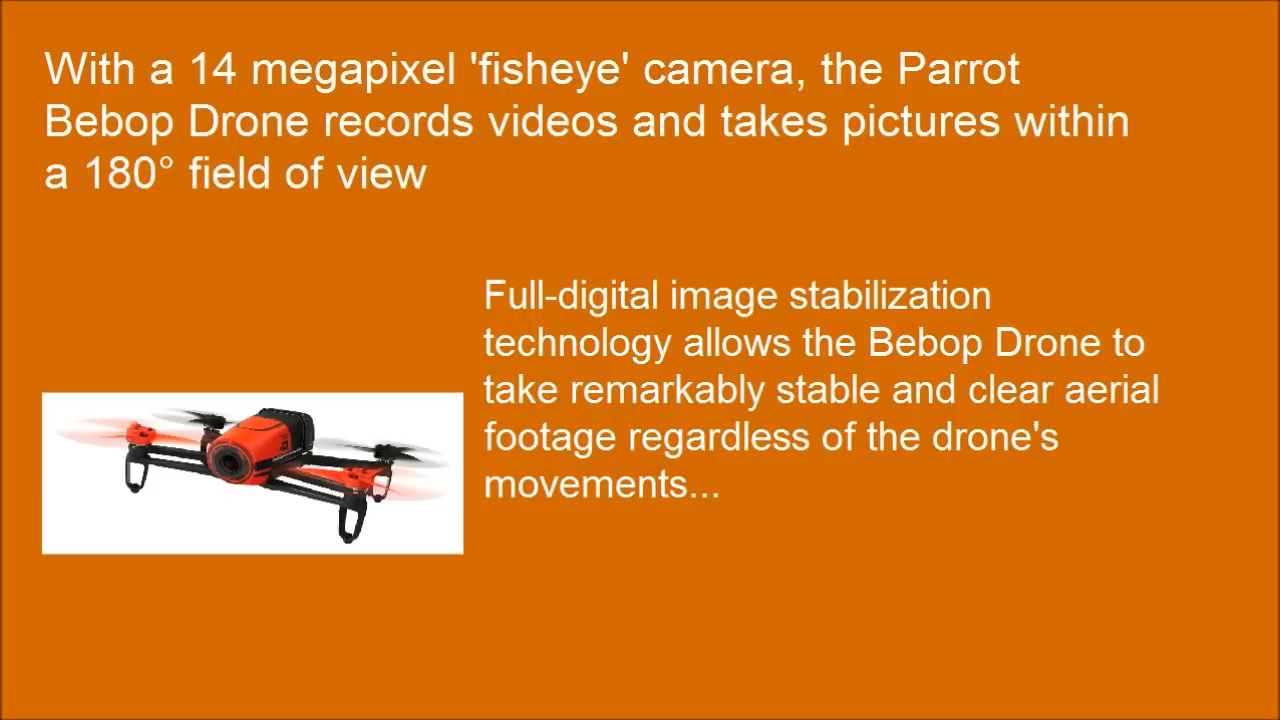 With a 14 megapixel 'fisheye' camera, the Parrot
Bebop Drone records videos and takes pictures within
a 180° field of view
Full-digital image stabilization
technology allows the Bebop Drone to
take remarkably stable and clear aerial
footage regardless of the drone's
movements...